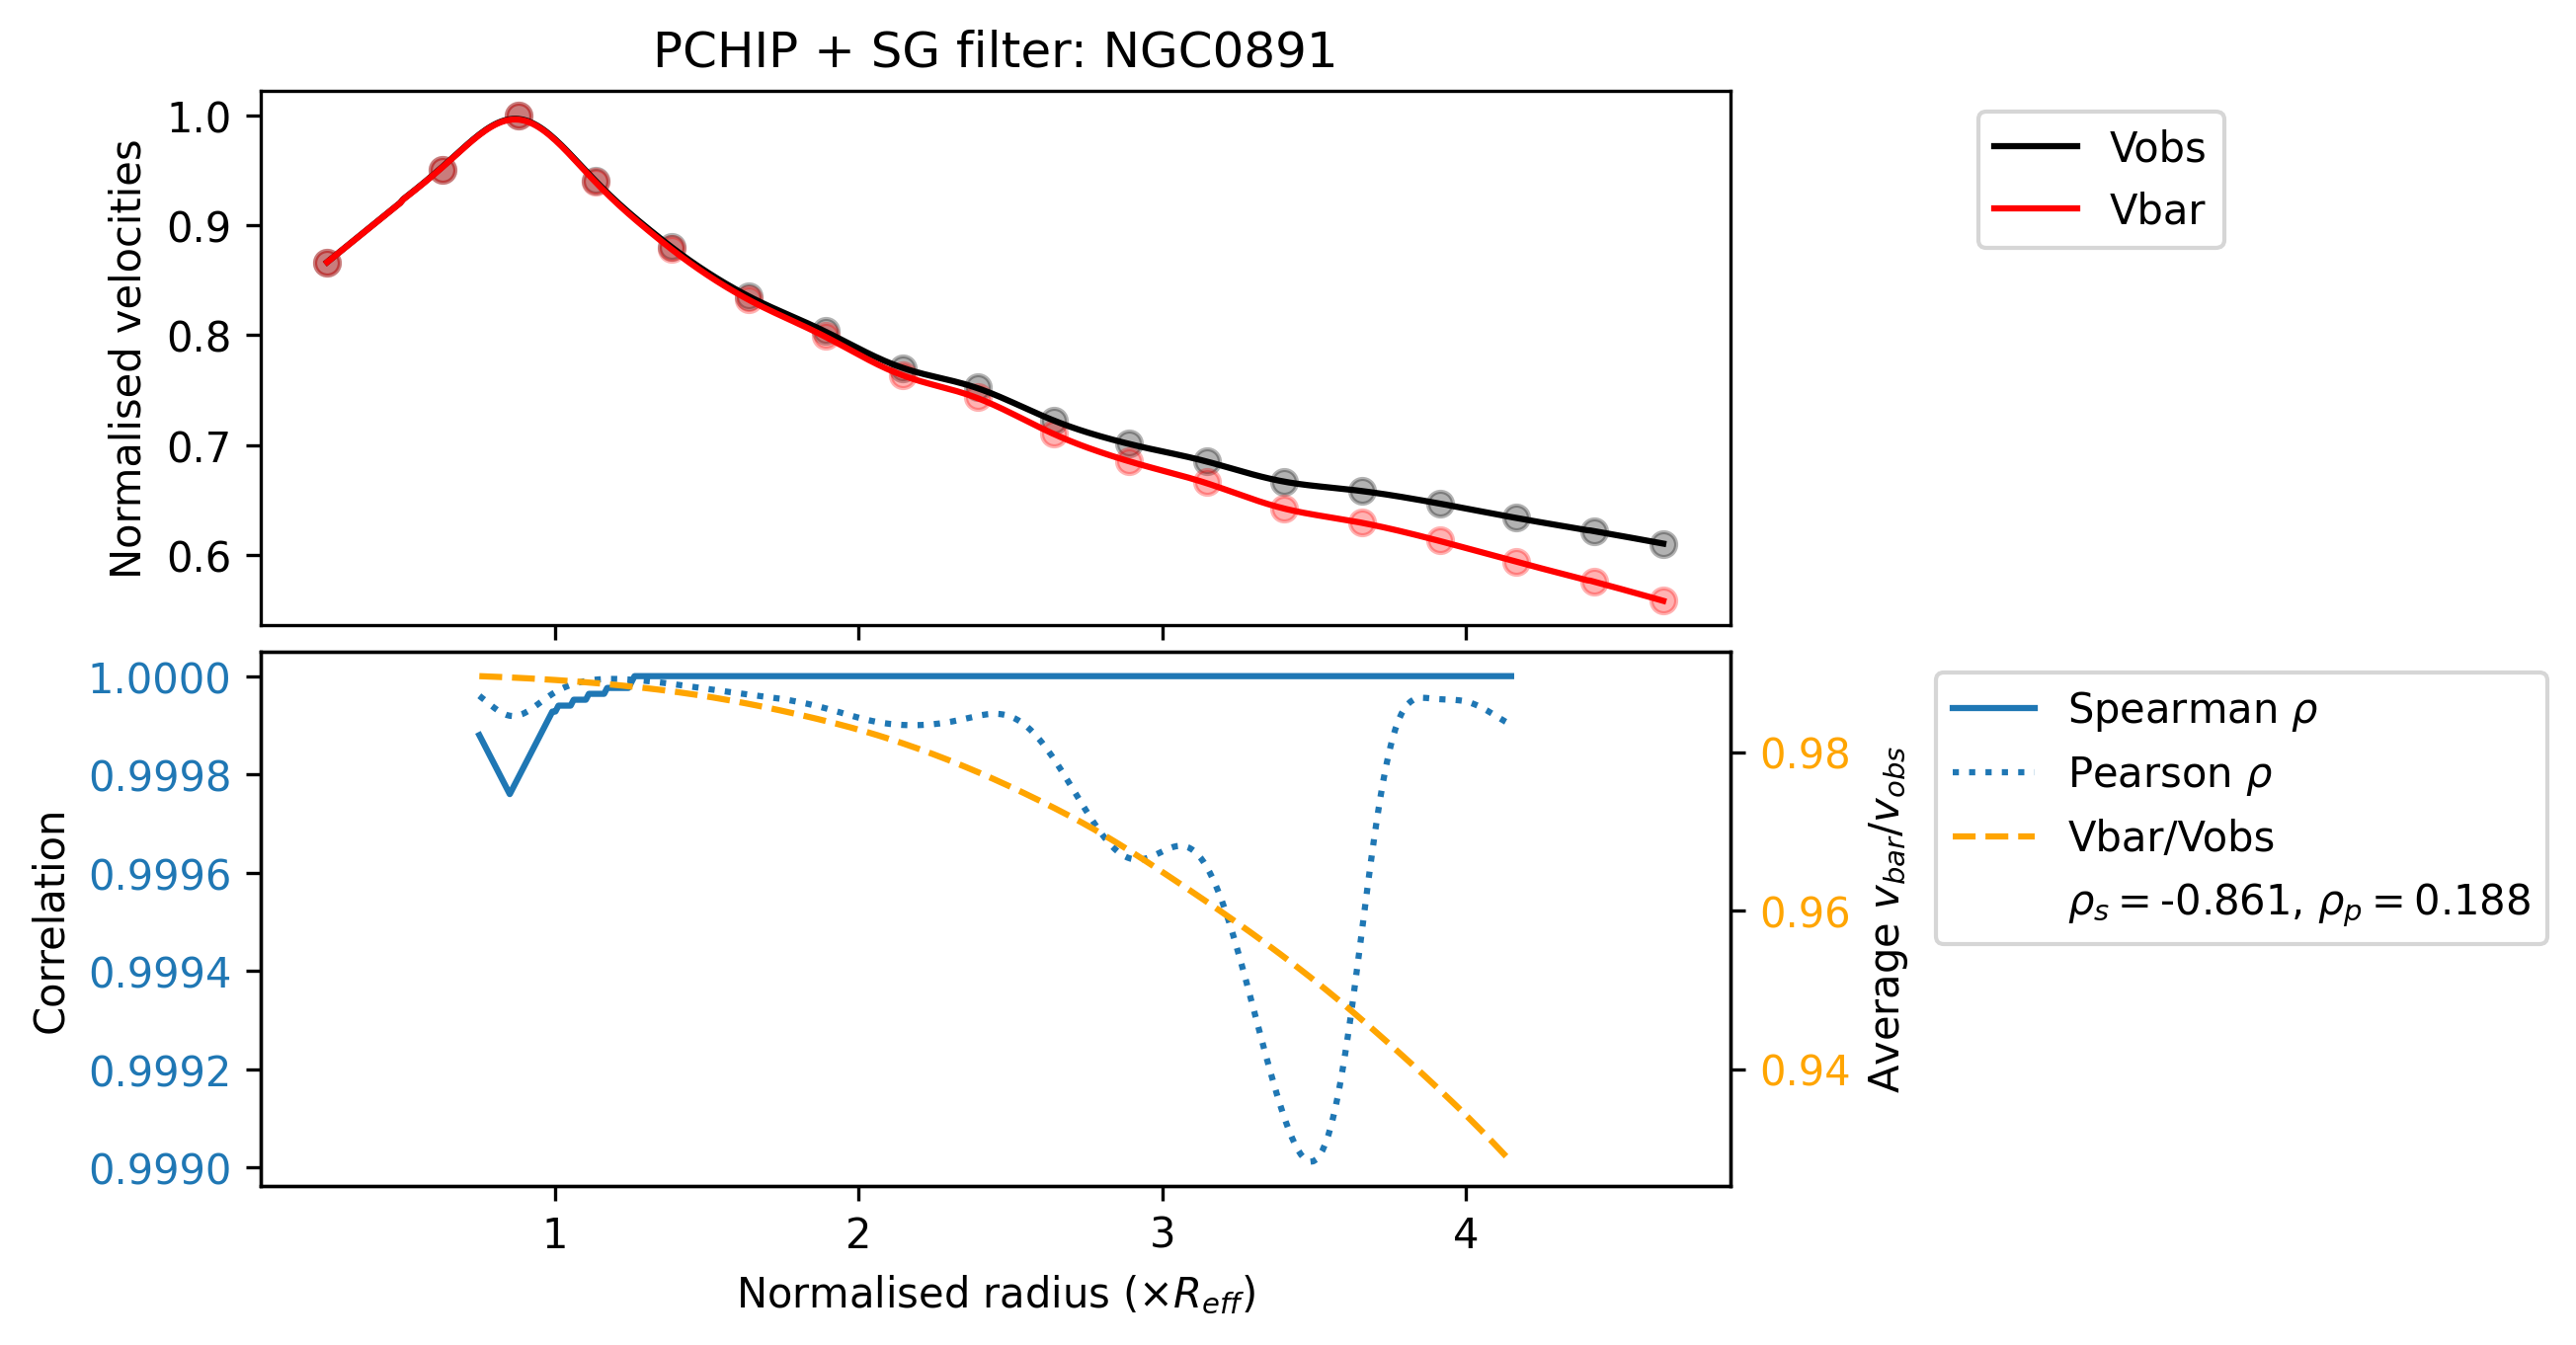 PCHIP + SG filter: NGC0891
Normalised velocities
1.0
0.9
0.8
0.7
0.6
Vobs
Vbar
Correlation
1.0000
0.9998
0.9996
0.9994
0.9992
0.9990
0.98
0.96
0.94
Average v_bar/v_obs
Spearman ρ
Pearson ρ
Vbar/Vobs
ρ_s = -0.861, ρ_p = 0.188
1 2 3 4
Normalised radius (×R_eff)